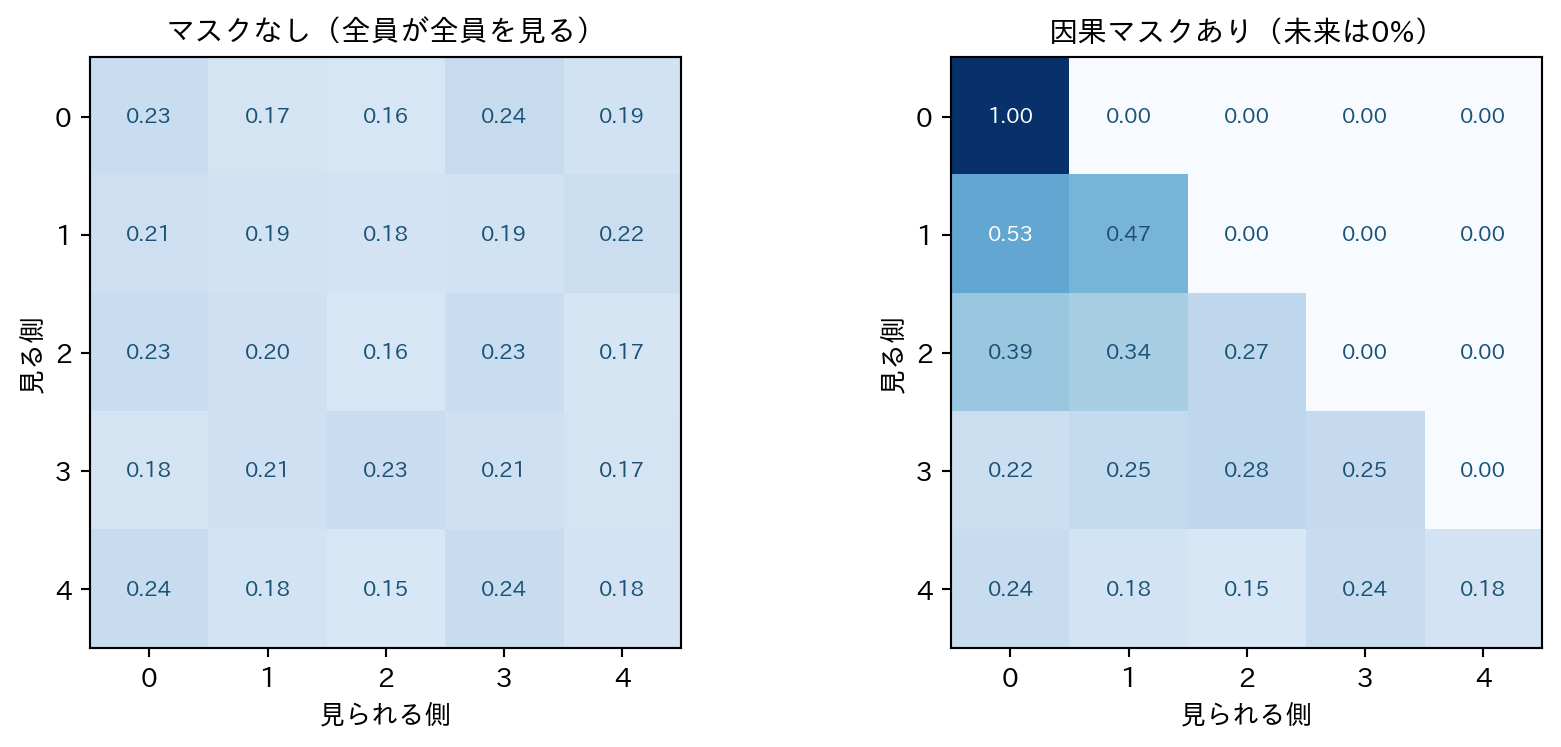 マスクなし（全員が全員を見る）
見る側
0 0.23 0.17 0.16 0.24 0.19
1 0.21 0.19 0.18 0.19 0.22
2 0.23 0.20 0.16 0.23 0.17
3 0.18 0.21 0.23 0.21 0.17
4 0.24 0.18 0.15 0.24 0.18
0 1 2 3 4
見られる側
因果マスクあり（未来は0%）
見る側
0 1.00 0.00 0.00 0.00 0.00
1 0.53 0.47 0.00 0.00 0.00
2 0.39 0.34 0.27 0.00 0.00
3 0.22 0.25 0.28 0.25 0.00
4 0.24 0.18 0.15 0.24 0.18
0 1 2 3 4
見られる側